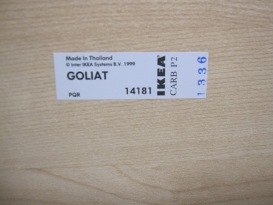 Made in Thailand
© Inter IKEA Systems B.V. 1999
GOLIAT
PQR 14181
IKEA
CARB P2
1336